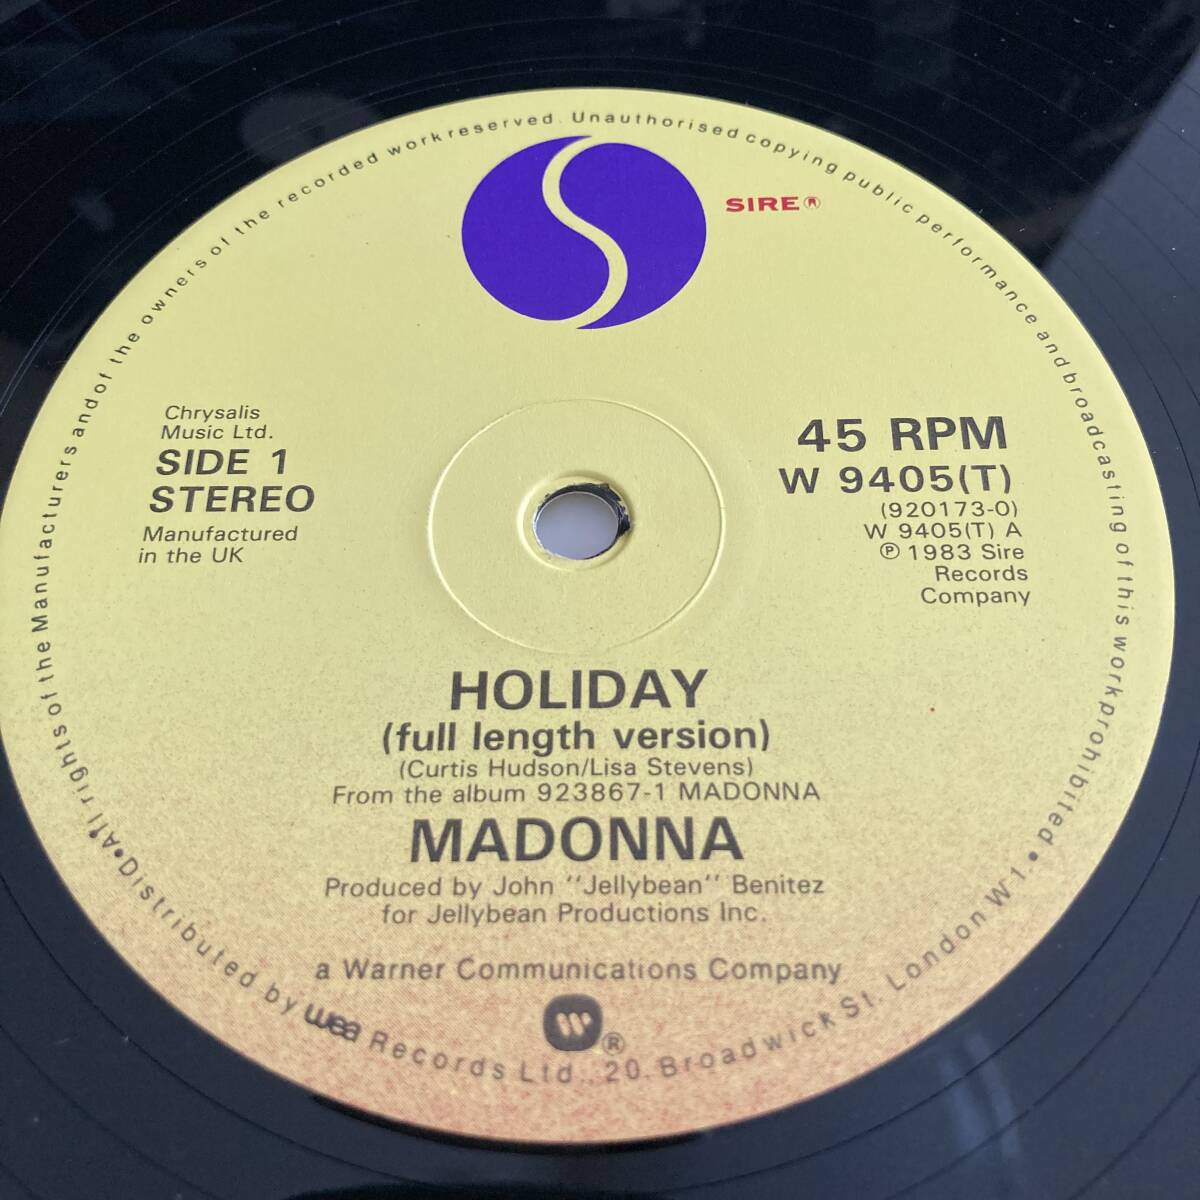 SIRE®
Chrysalis
Music Ltd.
SIDE 1
STEREO
Manufactured
in the UK
45 RPM
W 9405(T)
(920173-0)
W 9405(T) A
℗ 1983 Sire
Records
Company
HOLIDAY
(full length version)
(Curtis Hudson/Lisa Stevens)
From the album 923867-1 MADONNA
MADONNA
Produced by John "Jellybean" Benitez
for Jellybean Productions Inc.
a Warner Communications Company
®
All rights of the Manufacturers and of the owners of the recorded work reserved. Unauthorised copying public performance and broadcasting of this work prohibited.
• Distributed by wea Records Ltd., 20, Broadwick St. London W1. •